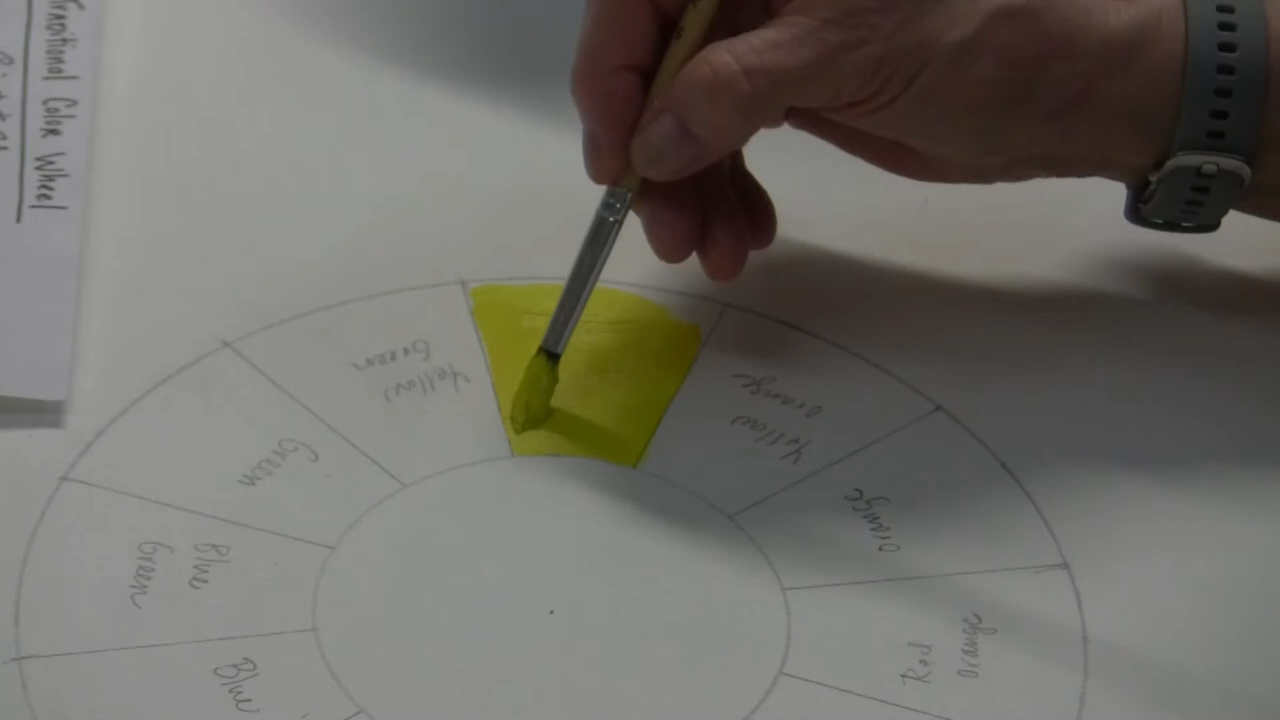 Traditional Color Wheel
Yellow
Green
Yellow
Orange
Green
Orange
Blue
Green
Red
Orange
Blue